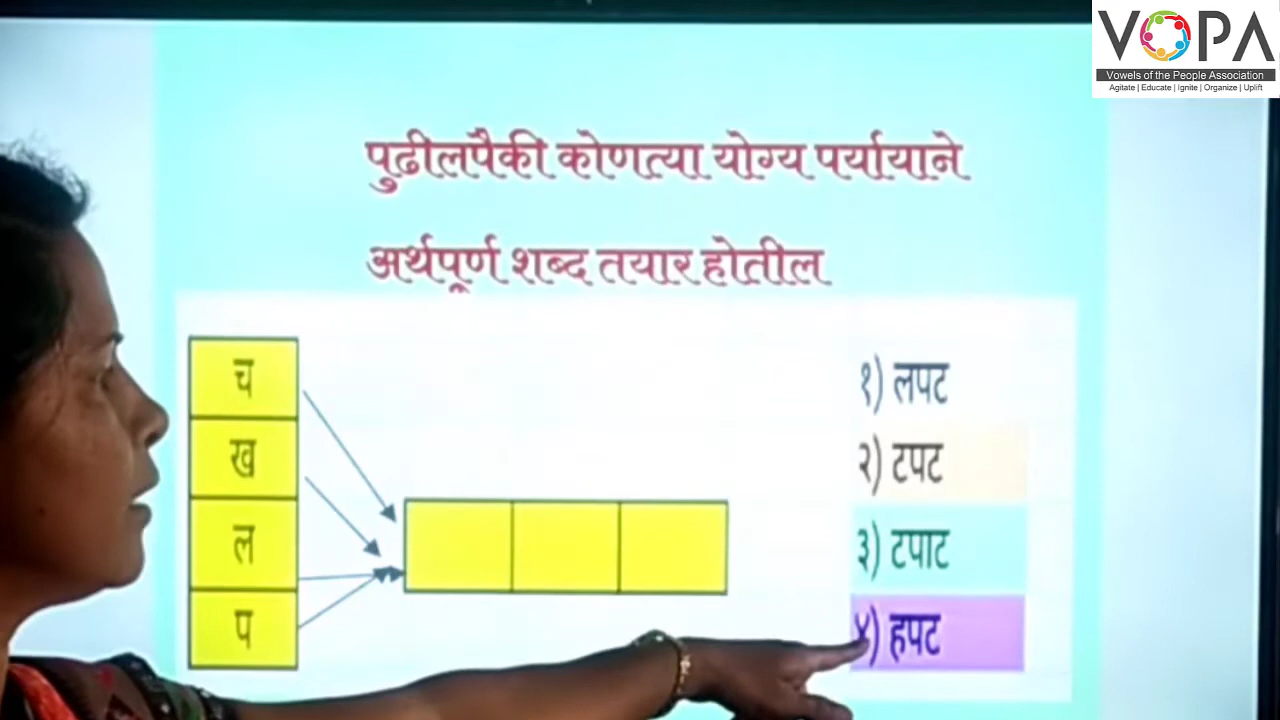 VOPA
Vowels of the People Association
Agitate | Educate | Ignite | Organize | Uplift
पुढीलपैकी कोणत्या योग्य पर्यायाने
अर्थपूर्ण शब्द तयार होतील
च
ख
ल
प
१) लपट
२) टपट
३) टपाट
४) हपट